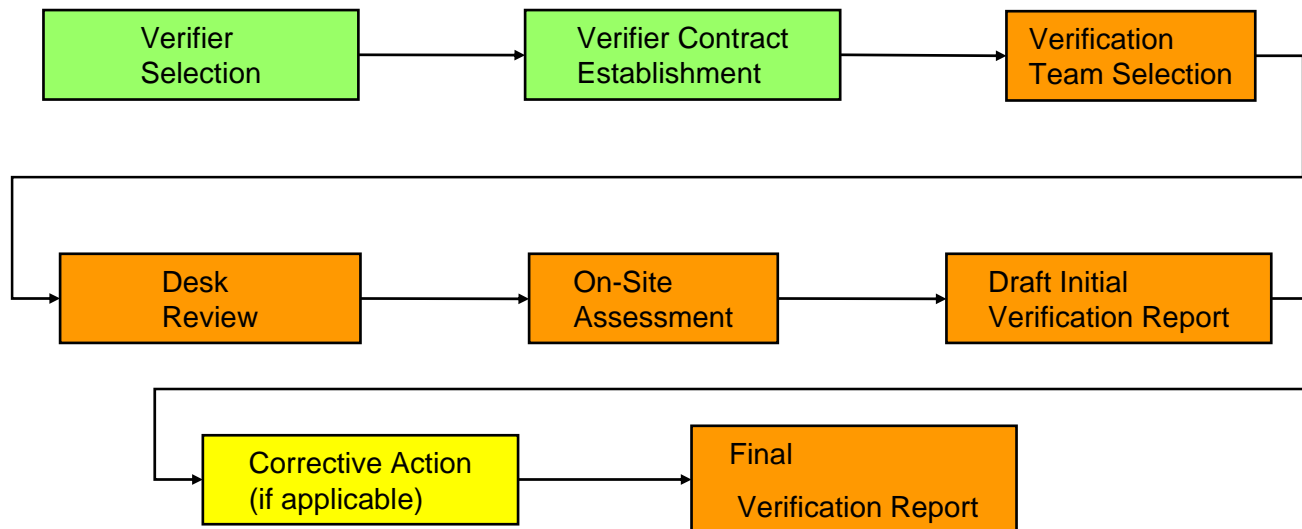 Verifier
Selection
Verifier Contract
Establishment
Verification
Team Selection
Desk
Review
On-Site
Assessment
Draft Initial
Verification Report
Corrective Action
(if applicable)
Final
Verification Report